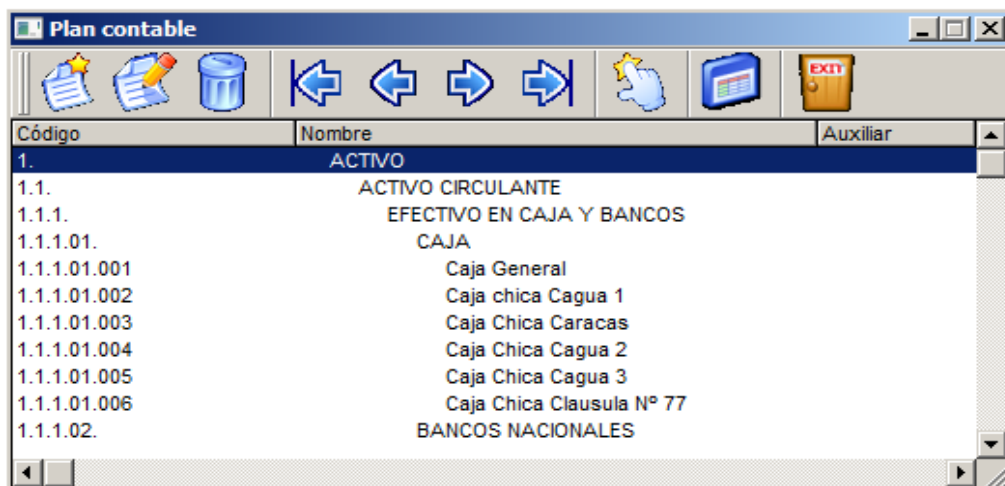 Plan contable
EXIT
Código Nombre Auxiliar
1. ACTIVO
1.1. ACTIVO CIRCULANTE
1.1.1. EFECTIVO EN CAJA Y BANCOS
1.1.1.01. CAJA
1.1.1.01.001 Caja General
1.1.1.01.002 Caja chica Cagua 1
1.1.1.01.003 Caja Chica Caracas
1.1.1.01.004 Caja Chica Cagua 2
1.1.1.01.005 Caja Chica Cagua 3
1.1.1.01.006 Caja Chica Clausula Nº 77
1.1.1.02. BANCOS NACIONALES